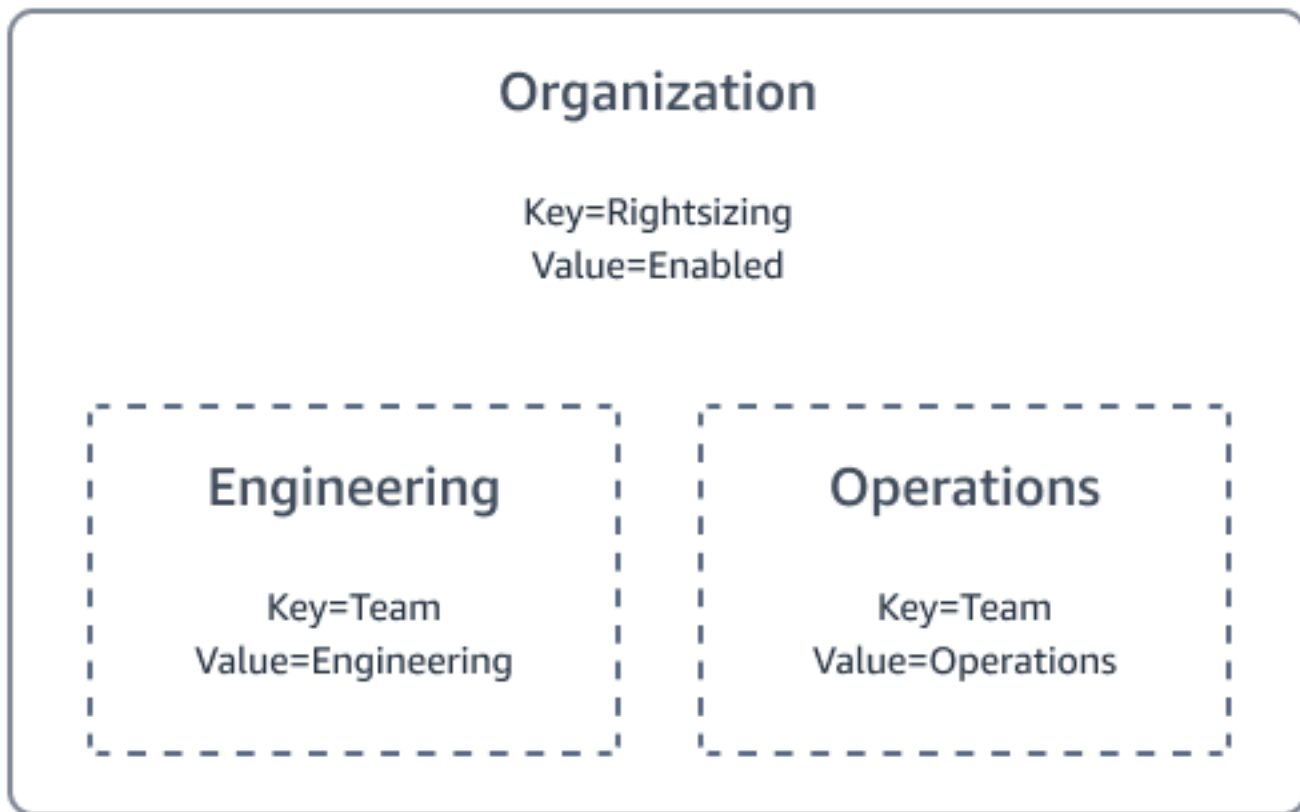 Organization
Key=Rightsizing
Value=Enabled
Engineering
Key=Team
Value=Engineering
Operations
Key=Team
Value=Operations